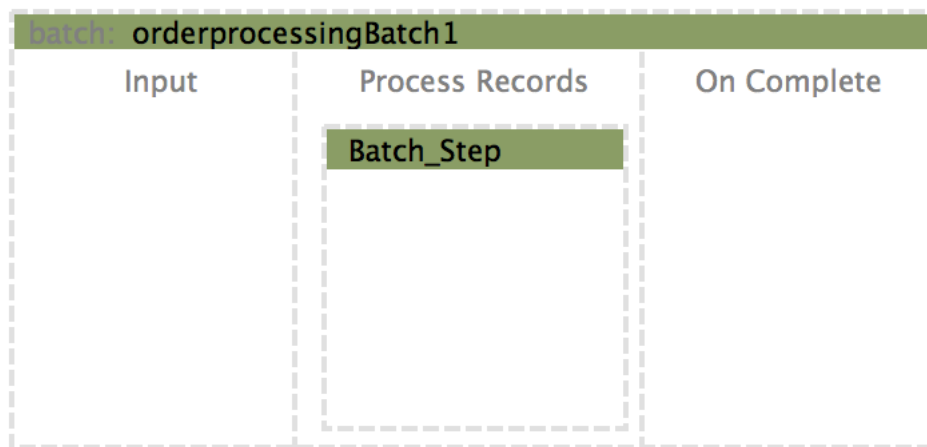 batch: orderprocessingBatch1
Input Process Records On Complete
Batch_Step